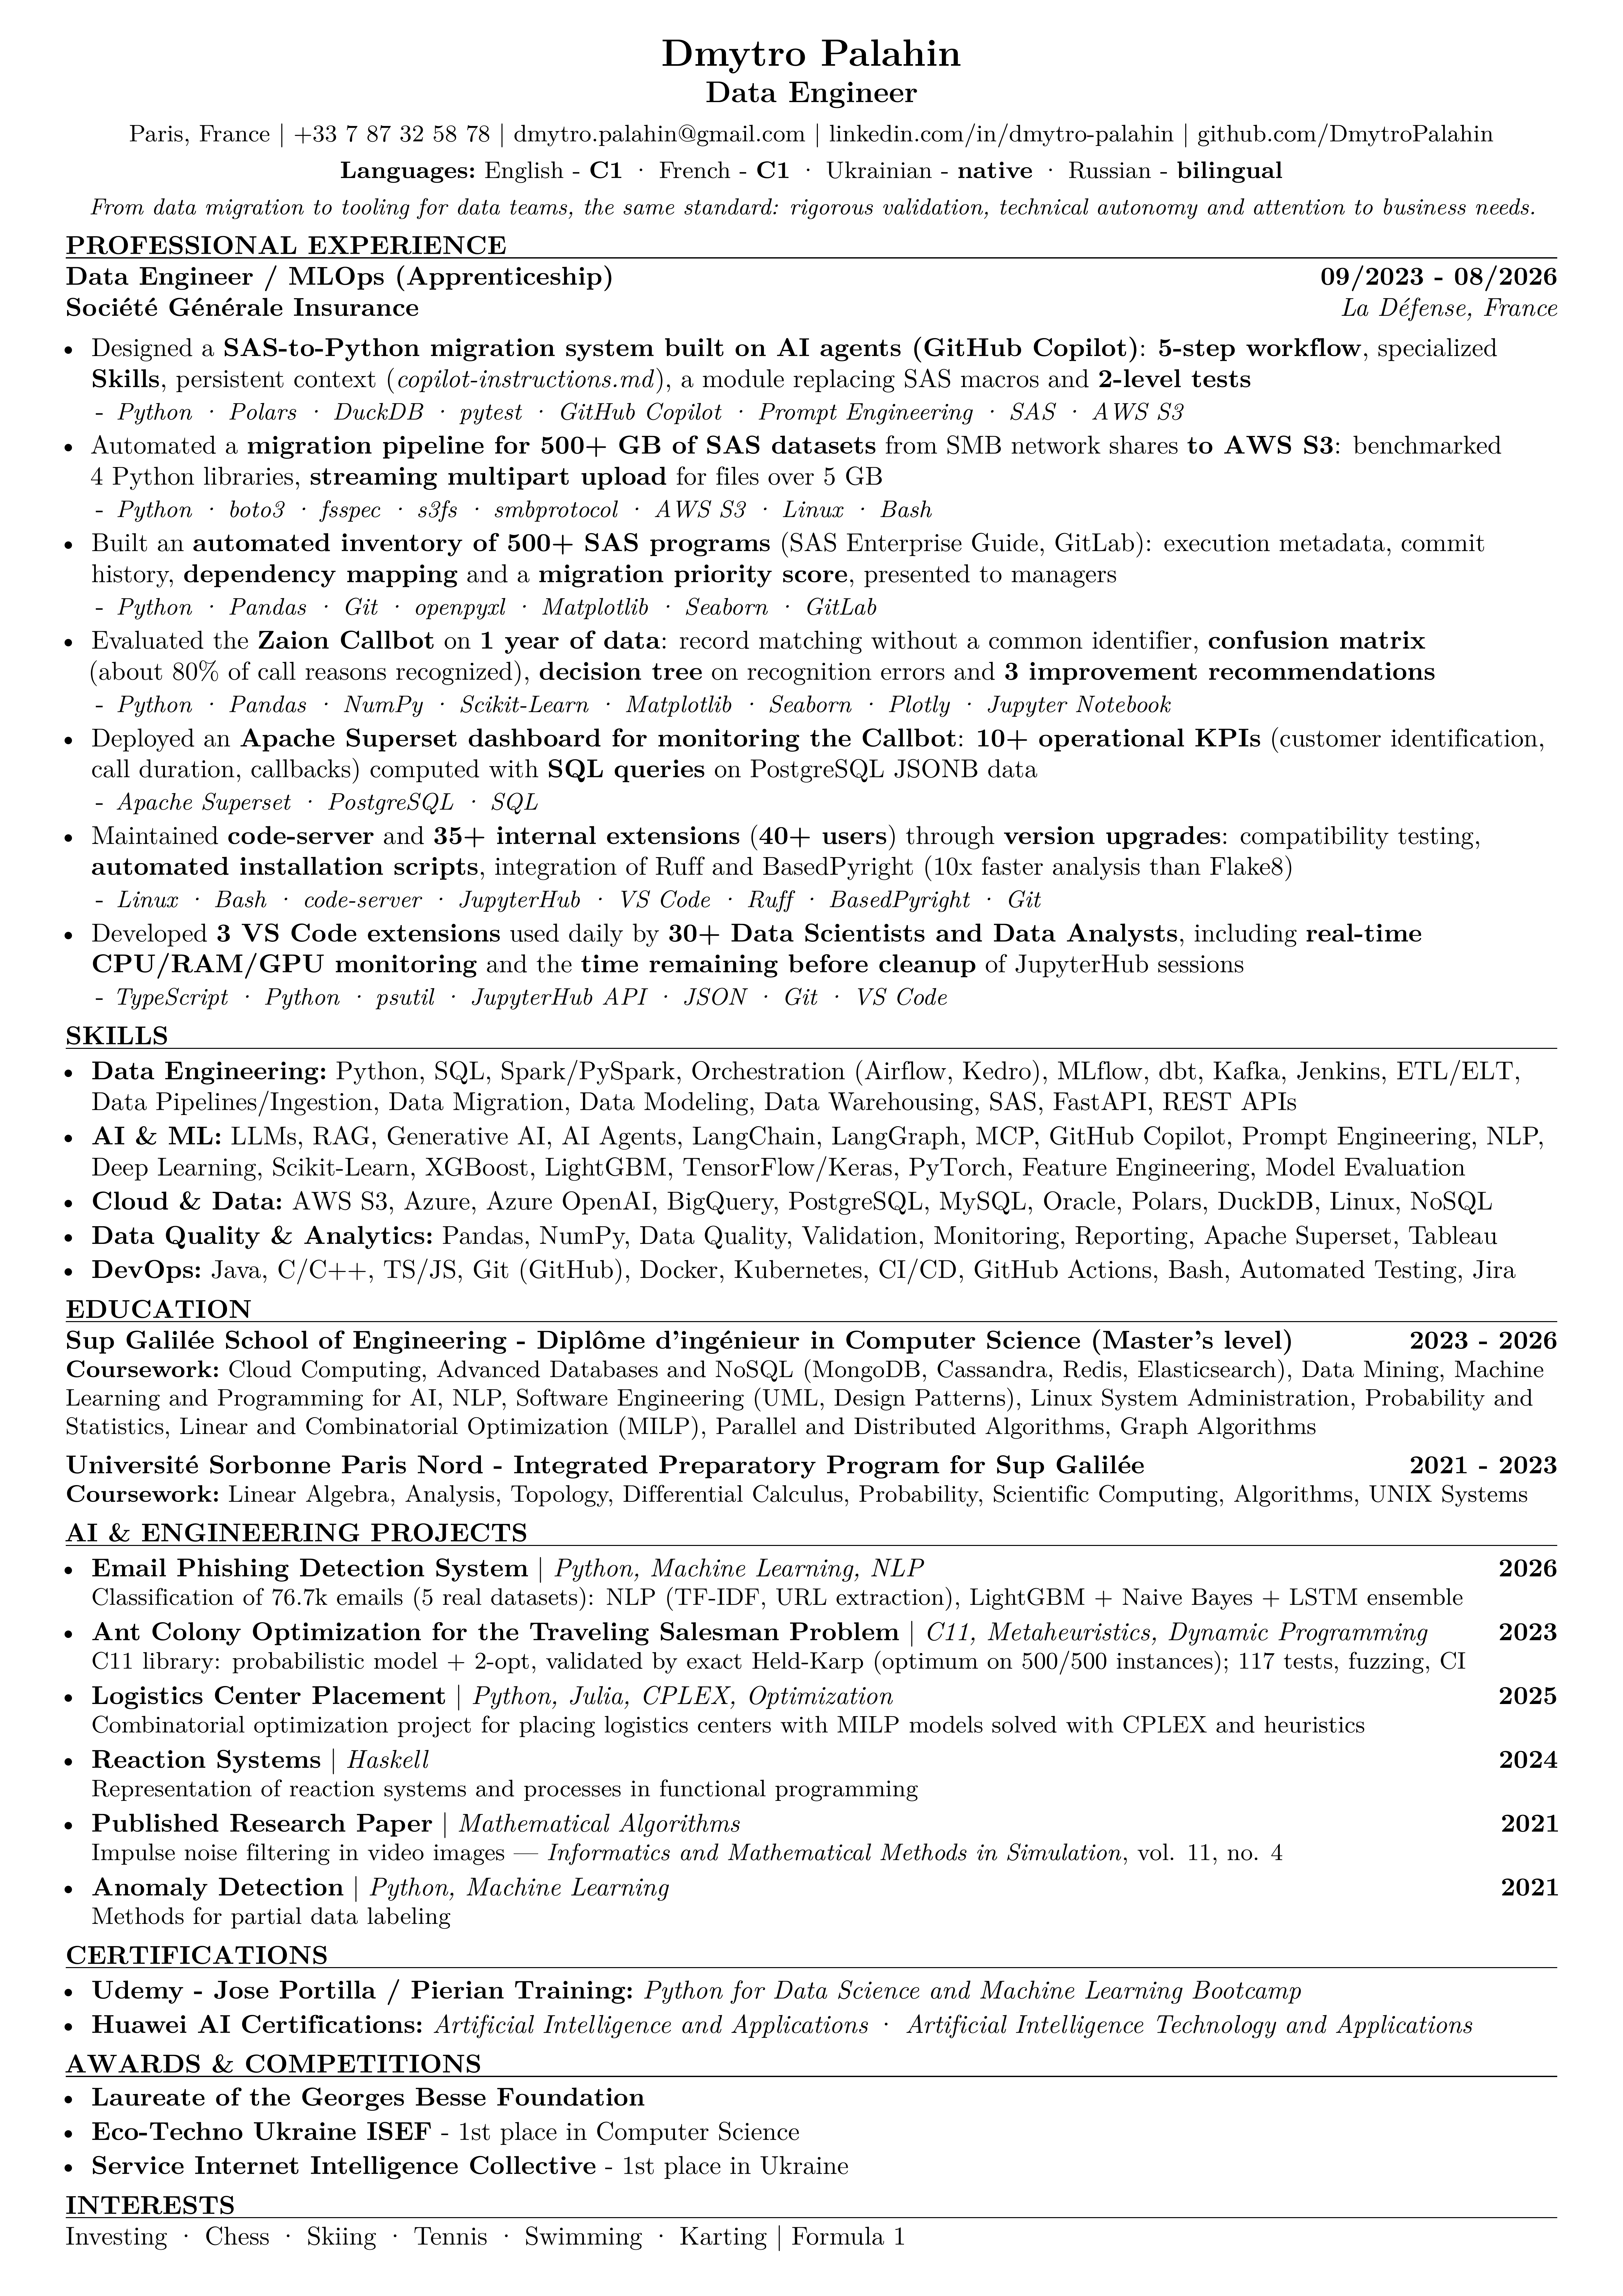 Dmytro Palahin
Data Engineer
Paris, France | +33 7 87 32 58 78 | dmytro.palahin@gmail.com | linkedin.com/in/dmytro-palahin | github.com/DmytroPalahin
Languages: English - C1 · French - C1 · Ukrainian - native · Russian - bilingual
From data migration to tooling for data teams, the same standard: rigorous validation, technical autonomy and attention to business needs.
PROFESSIONAL EXPERIENCE
Data Engineer / MLOps (Apprenticeship) 09/2023 - 08/2026
Société Générale Insurance La Défense, France
• Designed a SAS-to-Python migration system built on AI agents (GitHub Copilot): 5-step workflow, specialized
Skills, persistent context (copilot-instructions.md), a module replacing SAS macros and 2-level tests
- Python · Polars · DuckDB · pytest · GitHub Copilot · Prompt Engineering · SAS · AWS S3
• Automated a migration pipeline for 500+ GB of SAS datasets from SMB network shares to AWS S3: benchmarked
4 Python libraries, streaming multipart upload for files over 5 GB
- Python · boto3 · fsspec · s3fs · smbprotocol · AWS S3 · Linux · Bash
• Built an automated inventory of 500+ SAS programs (SAS Enterprise Guide, GitLab): execution metadata, commit
history, dependency mapping and a migration priority score, presented to managers
- Python · Pandas · Git · openpyxl · Matplotlib · Seaborn · GitLab
• Evaluated the Zaion Callbot on 1 year of data: record matching without a common identifier, confusion matrix
(about 80% of call reasons recognized), decision tree on recognition errors and 3 improvement recommendations
- Python · Pandas · NumPy · Scikit-Learn · Matplotlib · Seaborn · Plotly · Jupyter Notebook
• Deployed an Apache Superset dashboard for monitoring the Callbot: 10+ operational KPIs (customer identification,
call duration, callbacks) computed with SQL queries on PostgreSQL JSONB data
- Apache Superset · PostgreSQL · SQL
• Maintained code-server and 35+ internal extensions (40+ users) through version upgrades: compatibility testing,
automated installation scripts, integration of Ruff and BasedPyright (10x faster analysis than Flake8)
- Linux · Bash · code-server · JupyterHub · VS Code · Ruff · BasedPyright · Git
• Developed 3 VS Code extensions used daily by 30+ Data Scientists and Data Analysts, including real-time
CPU/RAM/GPU monitoring and the time remaining before cleanup of JupyterHub sessions
- TypeScript · Python · psutil · JupyterHub API · JSON · Git · VS Code
SKILLS
• Data Engineering: Python, SQL, Spark/PySpark, Orchestration (Airflow, Kedro), MLflow, dbt, Kafka, Jenkins, ETL/ELT,
Data Pipelines/Ingestion, Data Migration, Data Modeling, Data Warehousing, SAS, FastAPI, REST APIs
• AI & ML: LLMs, RAG, Generative AI, AI Agents, LangChain, LangGraph, MCP, GitHub Copilot, Prompt Engineering, NLP,
Deep Learning, Scikit-Learn, XGBoost, LightGBM, TensorFlow/Keras, PyTorch, Feature Engineering, Model Evaluation
• Cloud & Data: AWS S3, Azure, Azure OpenAI, BigQuery, PostgreSQL, MySQL, Oracle, Polars, DuckDB, Linux, NoSQL
• Data Quality & Analytics: Pandas, NumPy, Data Quality, Validation, Monitoring, Reporting, Apache Superset, Tableau
• DevOps: Java, C/C++, TS/JS, Git (GitHub), Docker, Kubernetes, CI/CD, GitHub Actions, Bash, Automated Testing, Jira
EDUCATION
Sup Galilée School of Engineering - Diplôme d'ingénieur in Computer Science (Master's level) 2023 - 2026
Coursework: Cloud Computing, Advanced Databases and NoSQL (MongoDB, Cassandra, Redis, Elasticsearch), Data Mining, Machine
Learning and Programming for AI, NLP, Software Engineering (UML, Design Patterns), Linux System Administration, Probability and
Statistics, Linear and Combinatorial Optimization (MILP), Parallel and Distributed Algorithms, Graph Algorithms
Université Sorbonne Paris Nord - Integrated Preparatory Program for Sup Galilée 2021 - 2023
Coursework: Linear Algebra, Analysis, Topology, Differential Calculus, Probability, Scientific Computing, Algorithms, UNIX Systems
AI & ENGINEERING PROJECTS
• Email Phishing Detection System | Python, Machine Learning, NLP 2026
Classification of 76.7k emails (5 real datasets): NLP (TF-IDF, URL extraction), LightGBM + Naive Bayes + LSTM ensemble
• Ant Colony Optimization for the Traveling Salesman Problem | C11, Metaheuristics, Dynamic Programming 2023
C11 library: probabilistic model + 2-opt, validated by exact Held-Karp (optimum on 500/500 instances); 117 tests, fuzzing, CI
• Logistics Center Placement | Python, Julia, CPLEX, Optimization 2025
Combinatorial optimization project for placing logistics centers with MILP models solved with CPLEX and heuristics
• Reaction Systems | Haskell 2024
Representation of reaction systems and processes in functional programming
• Published Research Paper | Mathematical Algorithms 2021
Impulse noise filtering in video images — Informatics and Mathematical Methods in Simulation, vol. 11, no. 4
• Anomaly Detection | Python, Machine Learning 2021
Methods for partial data labeling
CERTIFICATIONS
• Udemy - Jose Portilla / Pierian Training: Python for Data Science and Machine Learning Bootcamp
• Huawei AI Certifications: Artificial Intelligence and Applications · Artificial Intelligence Technology and Applications
AWARDS & COMPETITIONS
• Laureate of the Georges Besse Foundation
• Eco-Techno Ukraine ISEF - 1st place in Computer Science
• Service Internet Intelligence Collective - 1st place in Ukraine
INTERESTS
Investing · Chess · Skiing · Tennis · Swimming · Karting | Formula 1